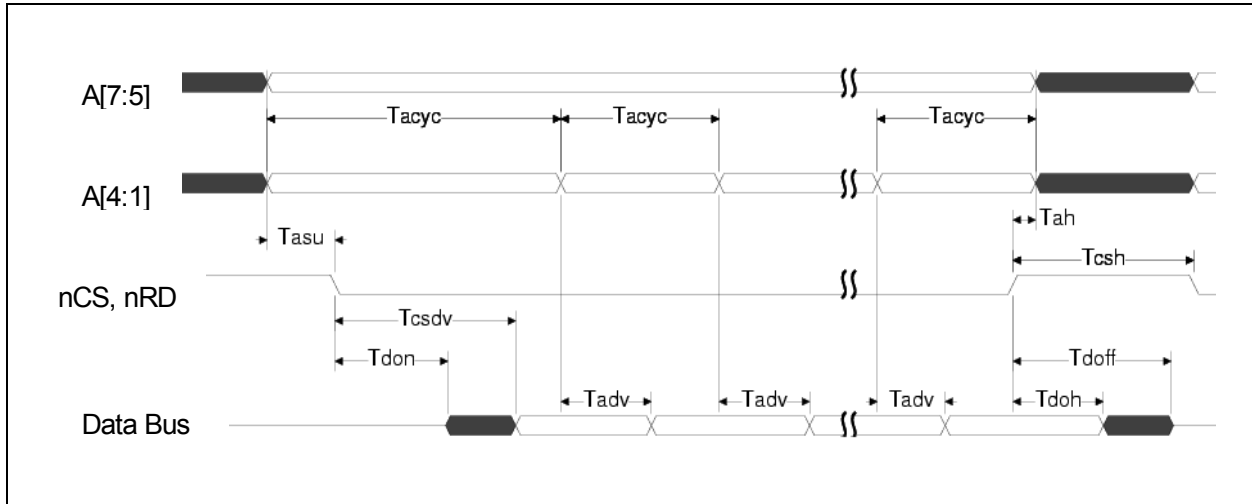 A[7:5]
Tacyc Tacyc Tacyc
A[4:1]
Tah
Tasu
Tcsh
nCS, nRD
Tcsdv
Tdon Tdoff
Tadv Tadv Tadv Tdoh
Data Bus